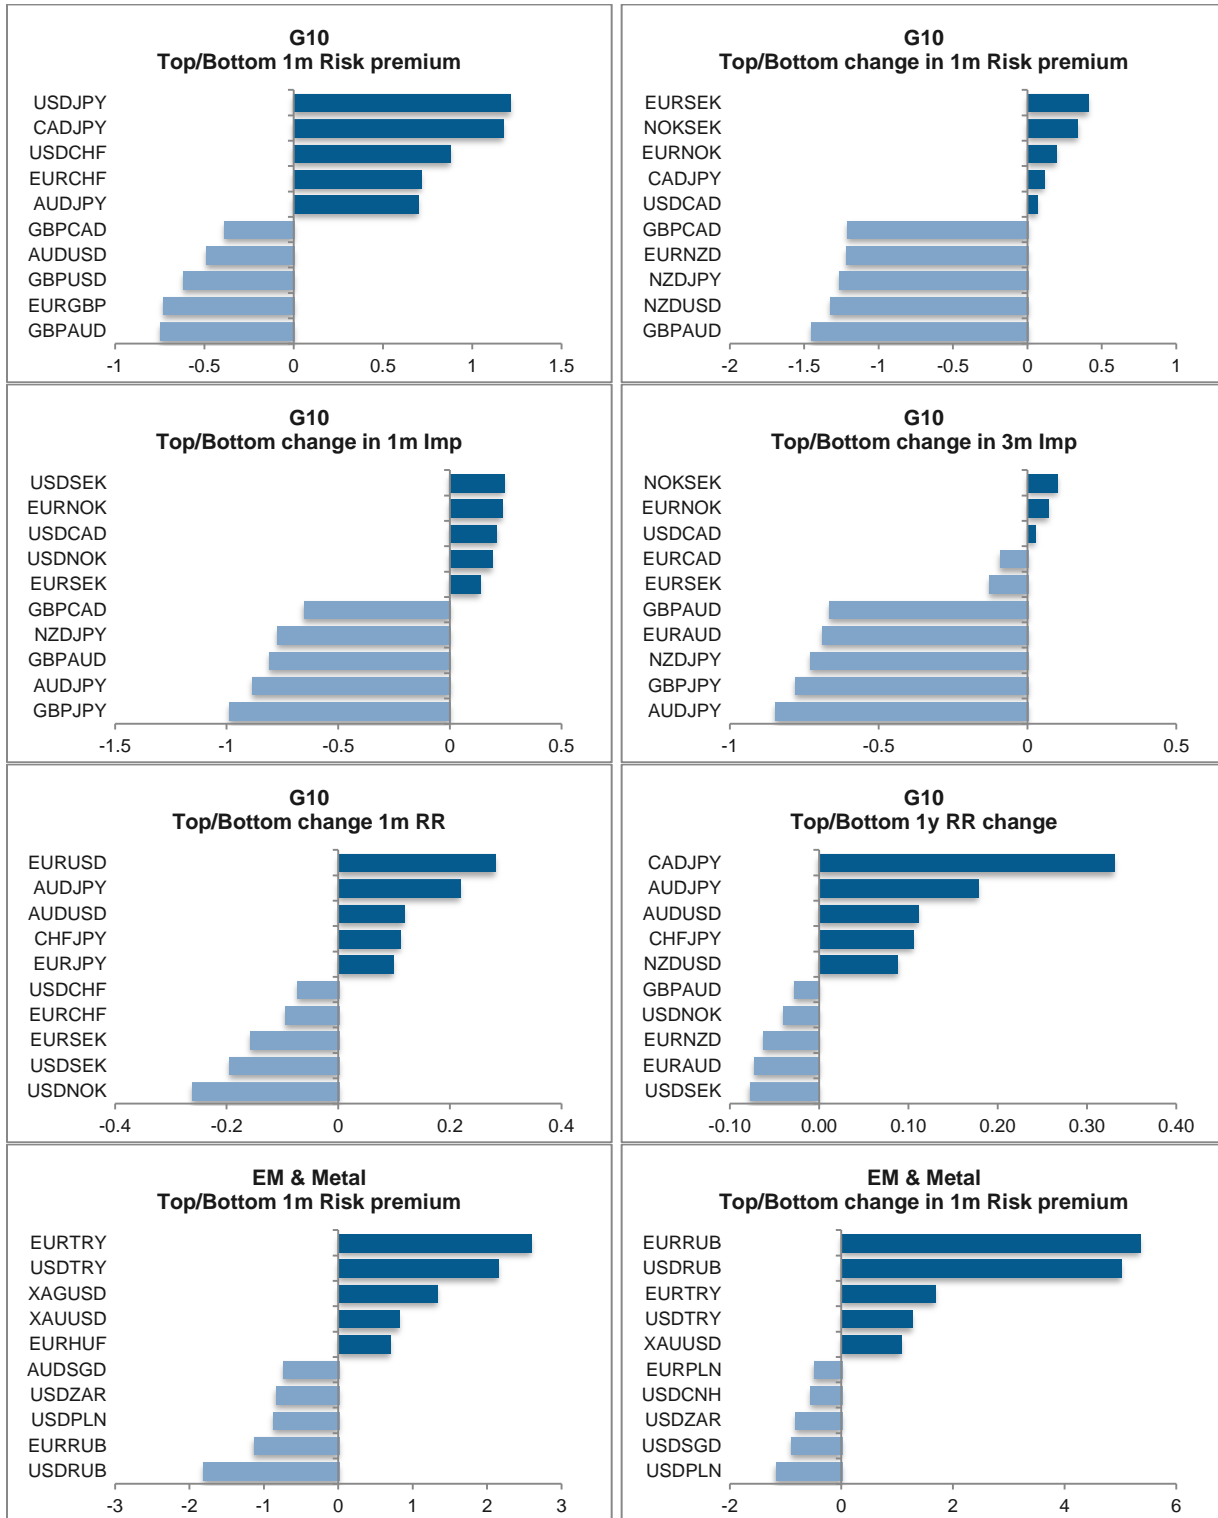 G10
Top/Bottom 1m Risk premium
USDJPY
CADJPY
USDCHF
EURCHF
AUDJPY
GBPCAD
AUDUSD
GBPUSD
EURGBP
GBPAUD
-1 -0.5 0 0.5 1 1.5
G10
Top/Bottom change in 1m Risk premium
EURSEK
NOKSEK
EURNOK
CADJPY
USDCAD
GBPCAD
EURNZD
NZDJPY
NZDUSD
GBPAUD
-2 -1.5 -1 -0.5 0 0.5 1
G10
Top/Bottom change in 1m Imp
USDSEK
EURNOK
USDCAD
USDNOK
EURSEK
GBPCAD
NZDJPY
GBPAUD
AUDJPY
GBPJPY
-1.5 -1 -0.5 0 0.5
G10
Top/Bottom change in 3m Imp
NOKSEK
EURNOK
USDCAD
EURCAD
EURSEK
GBPAUD
EURAUD
NZDJPY
GBPJPY
AUDJPY
-1 -0.5 0 0.5
G10
Top/Bottom change 1m RR
EURUSD
AUDJPY
AUDUSD
CHFJPY
EURJPY
USDCHF
EURCHF
EURSEK
USDSEK
USDNOK
-0.4 -0.2 0 0.2 0.4
G10
Top/Bottom 1y RR change
CADJPY
AUDJPY
AUDUSD
CHFJPY
NZDUSD
GBPAUD
USDNOK
EURNZD
EURAUD
USDSEK
-0.10 0.00 0.10 0.20 0.30 0.40
EM & Metal
Top/Bottom 1m Risk premium
EURTRY
USDTRY
XAGUSD
XAUUSD
EURHUF
AUDSGD
USDZAR
USDPLN
EURRUB
USDRUB
-3 -2 -1 0 1 2 3
EM & Metal
Top/Bottom change in 1m Risk premium
EURRUB
USDRUB
EURTRY
USDTRY
XAUUSD
EURPLN
USDCNH
USDZAR
USDSGD
USDPLN
-2 0 2 4 6